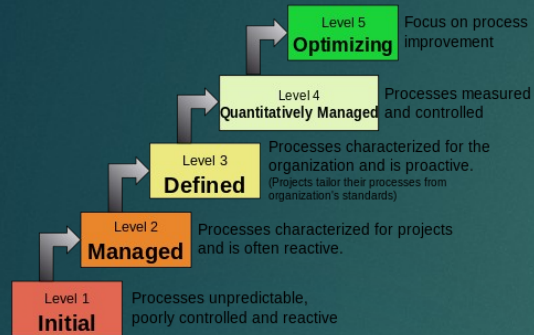 Level 5
Optimizing
Focus on process
improvement
Level 4
Quantitatively Managed
Processes measured
and controlled
Level 3
Defined
Processes characterized for the
organization and is proactive.
(Projects tailor their processes from
organization's standards)
Level 2
Managed
Processes characterized for projects
and is often reactive.
Level 1
Initial
Processes unpredictable,
poorly controlled and reactive